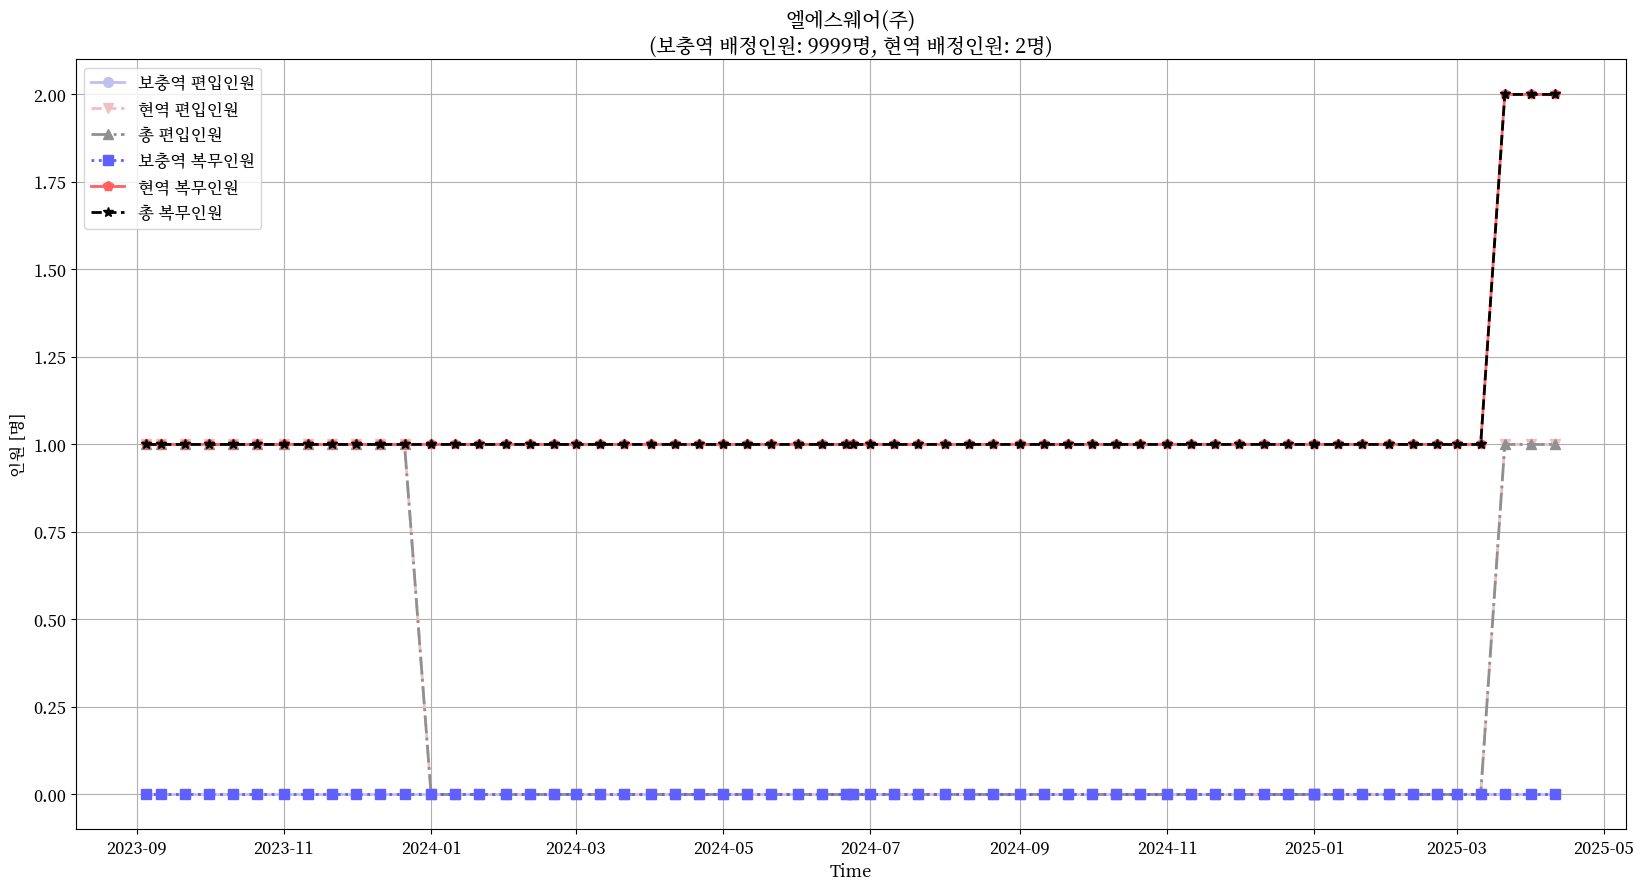 엘에스웨어(주)
(보충역 배정인원: 9999명, 현역 배정인원: 2명)
보충역 편입인원
현역 편입인원
총 편입인원
보충역 복무인원
현역 복무인원
총 복무인원
2.00
1.75
1.50
1.25
1.00
0.75
0.50
0.25
0.00
인원 [명]
2023-09 2023-11 2024-01 2024-03 2024-05 2024-07 2024-09 2024-11 2025-01 2025-03 2025-05
Time